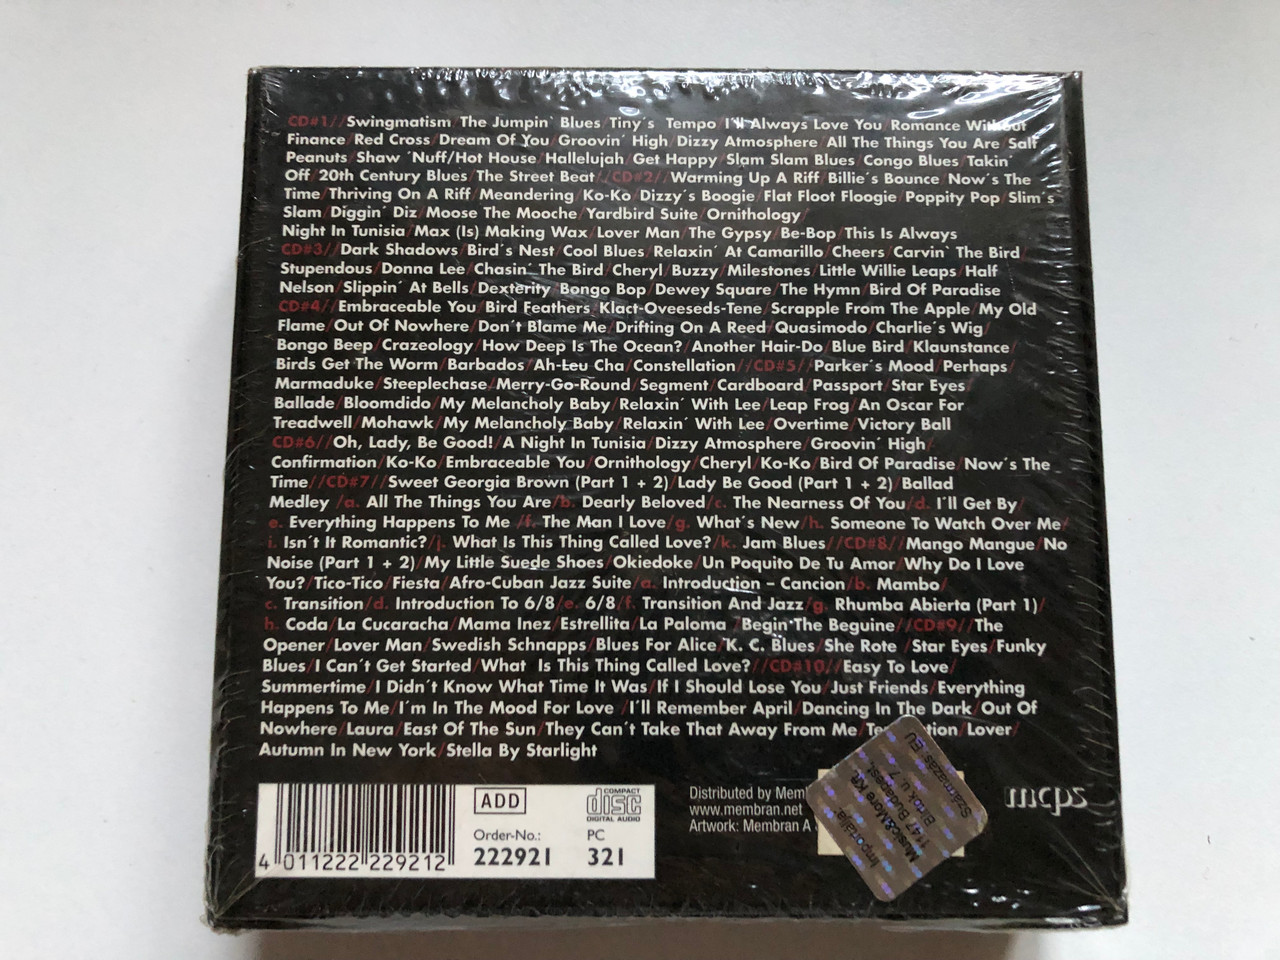 CD#1//Swingmatism/The Jumpin´ Blues/Tiny´s Tempo/I´ll Always Love You/Romance Without
Finance/Red Cross/Dream Of You/Groovin´ High/Dizzy Atmosphere/All The Things You Are/Salt
Peanuts/Shaw ´Nuff/Hot House/Hallelujah/Get Happy/Slam Slam Blues/Congo Blues/Takin´
Off/20th Century Blues/The Street Beat//CD#2//Warming Up A Riff/Billie´s Bounce/Now´s The
Time/Thriving On A Riff/Meandering/Ko-Ko/Dizzy´s Boogie/Flat Floot Floogie/Poppity Pop/Slim´s
Slam/Diggin´ Diz/Moose The Mooche/Yardbird Suite/Ornithology/
Night In Tunisia/Max (Is) Making Wax/Lover Man/The Gypsy/Be-Bop/This Is Always
CD#3//Dark Shadows/Bird´s Nest/Cool Blues/Relaxin´ At Camarillo/Cheers/Carvin´ The Bird/
Stupendous/Donna Lee/Chasin´ The Bird/Cheryl/Buzzy/Milestones/Little Willie Leaps/Half
Nelson/Slippin´ At Bells/Dexterity/Bongo Bop/Dewey Square/The Hymn/Bird Of Paradise
CD#4//Embraceable You/Bird Feathers/Klact-Oveeseds-Tene/Scrapple From The Apple/My Old
Flame/Out Of Nowhere/Don´t Blame Me/Drifting On A Reed/Quasimodo/Charlie´s Wig/
Bongo Beep/Crazeology/How Deep Is The Ocean?/Another Hair-Do/Blue Bird/Klaunstance/
Birds Get The Worm/Barbados/Ah-Leu Cha/Constellation//CD#5//Parker´s Mood/Perhaps/
Marmaduke/Steeplechase/Merry-Go-Round/Segment/Cardboard/Passport/Star Eyes/
Ballade/Bloomdido/My Melancholy Baby/Relaxin´ With Lee/Leap Frog/An Oscar For
Treadwell/Mohawk/My Melancholy Baby/Relaxin´ With Lee/Overtime/Victory Ball
CD#6//Oh, Lady, Be Good!/A Night In Tunisia/Dizzy Atmosphere/Groovin´ High/
Confirmation/Ko-Ko/Embraceable You/Ornithology/Cheryl/Ko-Ko/Bird Of Paradise/Now´s The
Time//CD#7//Sweet Georgia Brown (Part 1 + 2)/Lady Be Good (Part 1 + 2)/Ballad
Medley /a. All The Things You Are/b. Dearly Beloved/c. The Nearness Of You/d. I´ll Get By/
e. Everything Happens To Me /f. The Man I Love/g. What´s New/h. Someone To Watch Over Me/
i. Isn´t It Romantic?/j. What Is This Thing Called Love?/k. Jam Blues//CD#8//Mango Mangue/No
Noise (Part 1 + 2)/My Little Suede Shoes/Okiedoke/Un Poquito De Tu Amor/Why Do I Love
You?/Tico-Tico/Fiesta/Afro-Cuban Jazz Suite/a. Introduction – Cancion/b. Mambo/
c. Transition/d. Introduction To 6/8/e. 6/8/f. Transition And Jazz/g. Rhumba Abierta (Part 1)/
h. Coda/La Cucaracha/Mama Inez/Estrellita/La Paloma /Begin The Beguine//CD#9//The
Opener/Lover Man/Swedish Schnapps/Blues For Alice/K. C. Blues/She Rote /Star Eyes/Funky
Blues/I Can´t Get Started/What Is This Thing Called Love?//CD#10//Easy To Love/
Summertime/I Didn´t Know What Time It Was/If I Should Lose You/Just Friends/Everything
Happens To Me/I´m In The Mood For Love /I´ll Remember April/Dancing In The Dark/Out Of
Nowhere/Laura/East Of The Sun/They Can´t Take That Away From Me/Te tion/Lover/
Autumn In New York/Stella By Starlight
4 011222 229212
ADD
COMPACT
disc
DIGITAL AUDIO
Order-No.:
222921
PC
321
Distributed by Memb
www.membran.net
Artwork: Membran A
mcps
Importálja:
Music&More Kft.
1147 Budapest,
Birtok u. 7.
Származás: EU